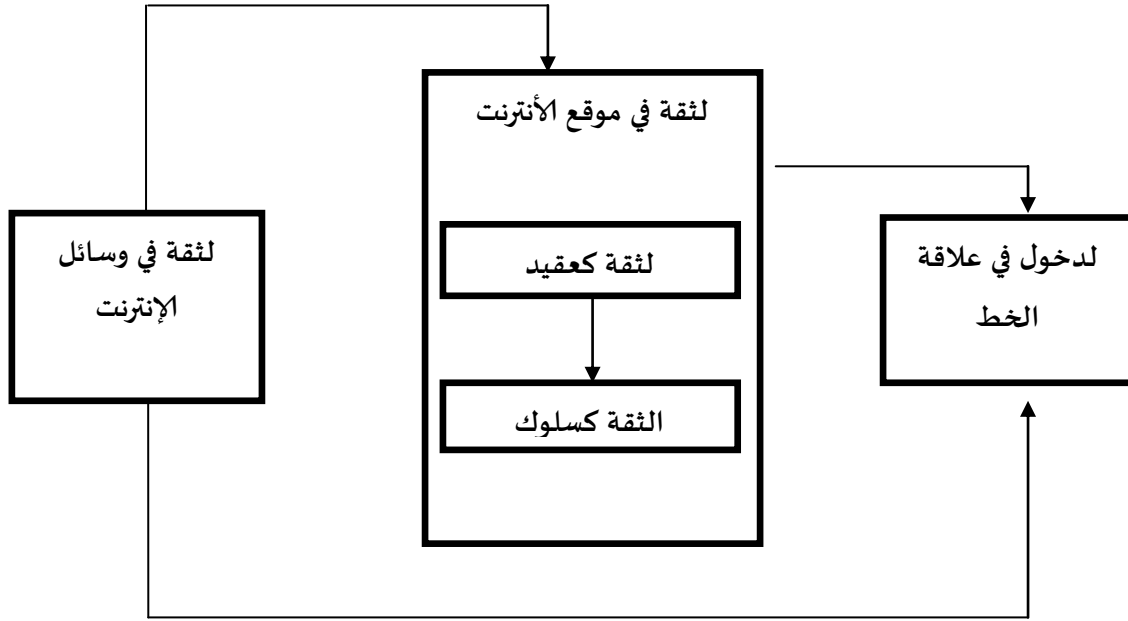 لثقة في موقع الأنترنت
لثقة في وسائل
الإنترنت
لثقة كعقيد
الثقة كسلوك
لدخول في علاقة
الخط